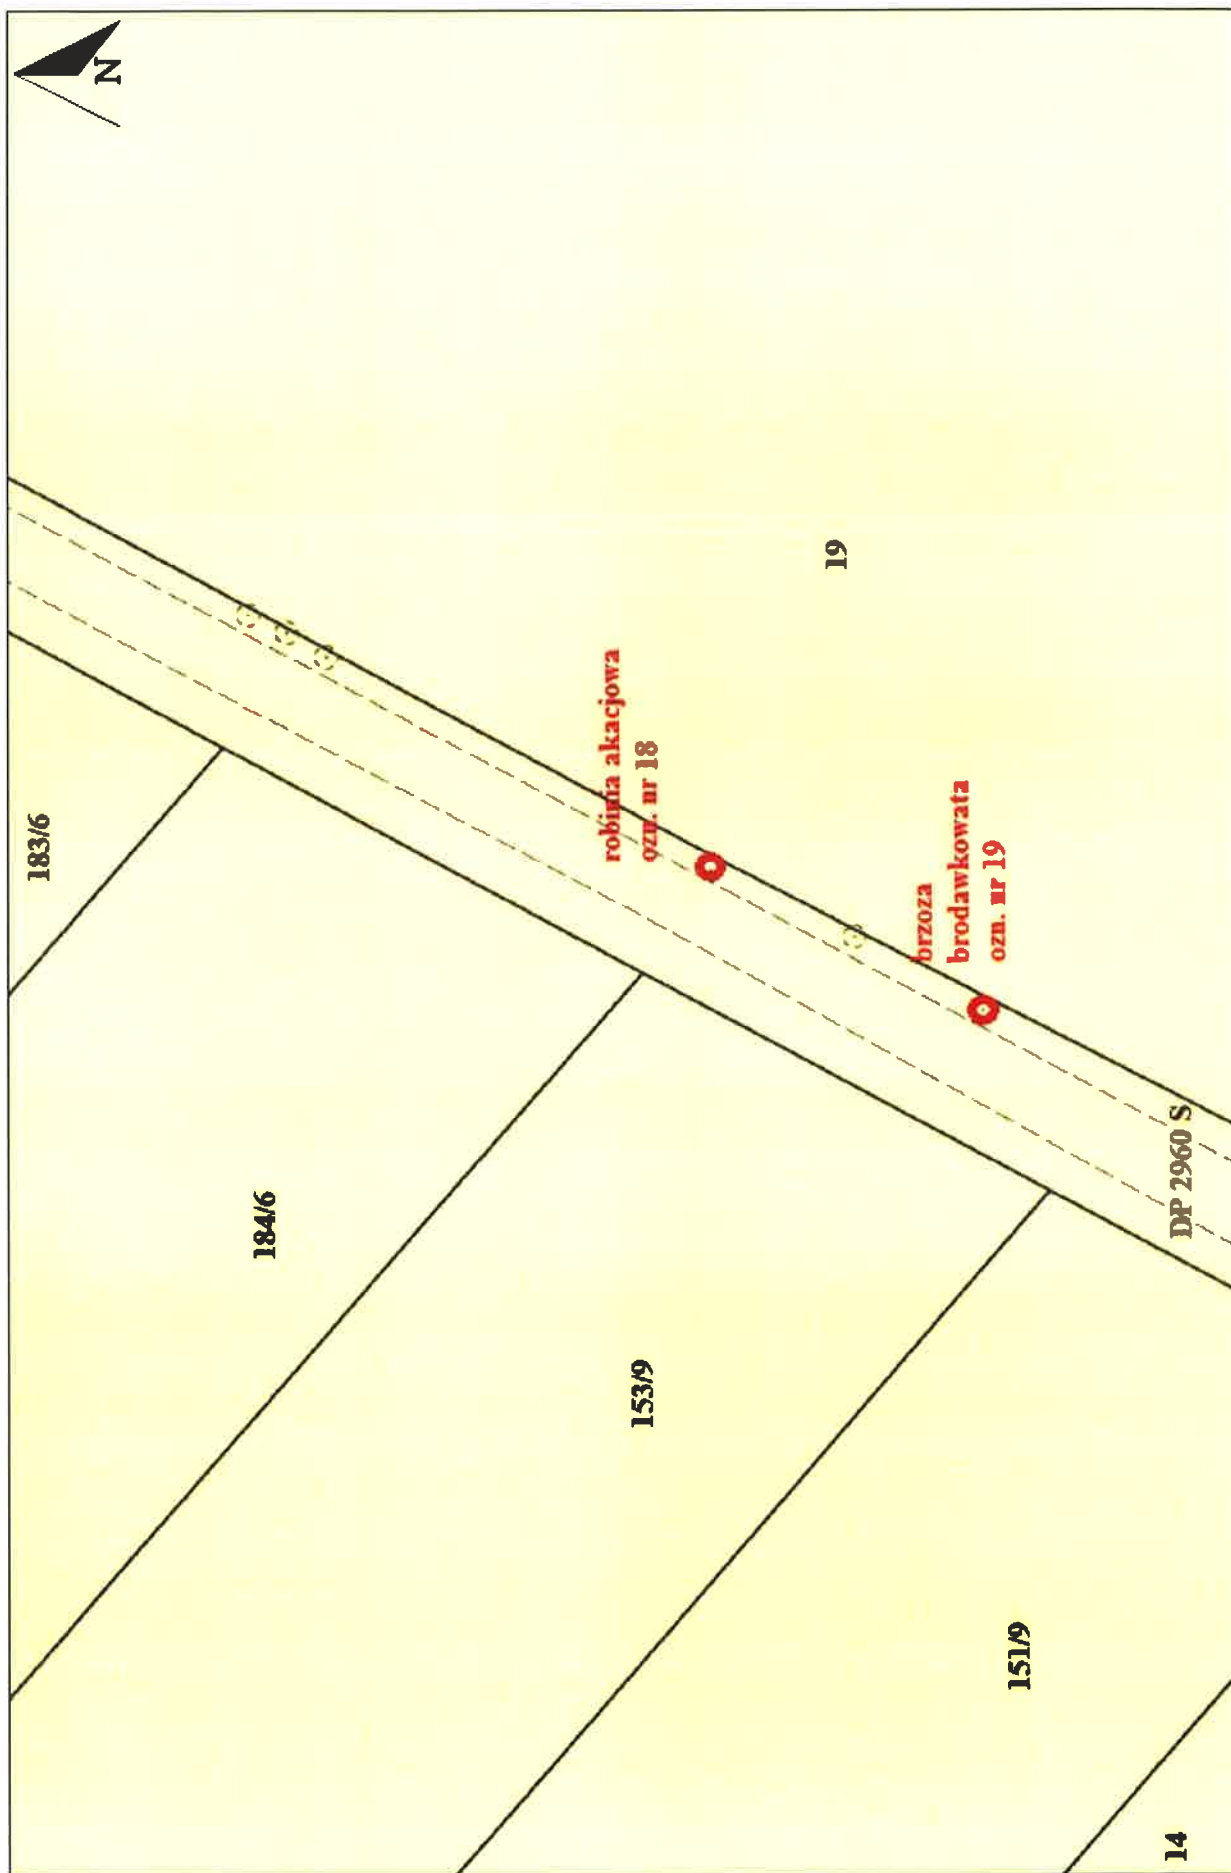 N
183/6
184/6
robinia akacjowa
ozn. nr 18
19
153/9
brzoza
brodawkowata
ozn. nr 19
151/9
DP 2960 S
14